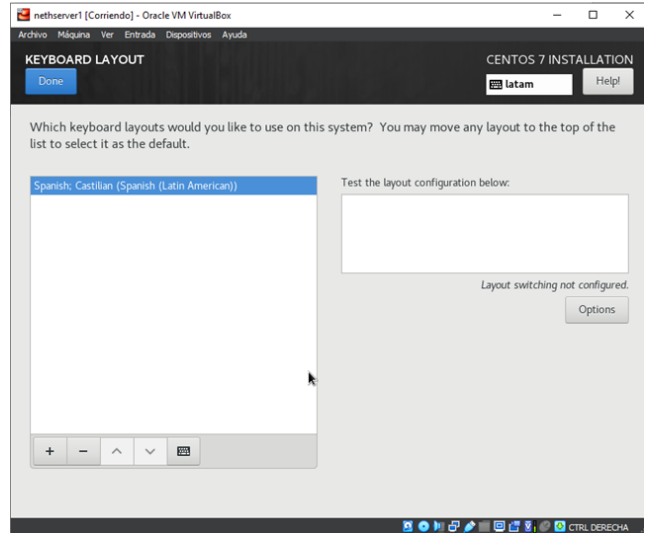 nethserver1 [Corriendo] - Oracle VM VirtualBox
Archivo Máquina Ver Entrada Dispositivos Ayuda
KEYBOARD LAYOUT
CENTOS 7 INSTALLATION
Done
latam
Help!
Which keyboard layouts would you like to use on this system? You may move any layout to the top of the
list to select it as the default.
Spanish; Castilian (Spanish (Latin American))
Test the layout configuration below:
Layout switching not configured.
Options
CTRL DERECHA